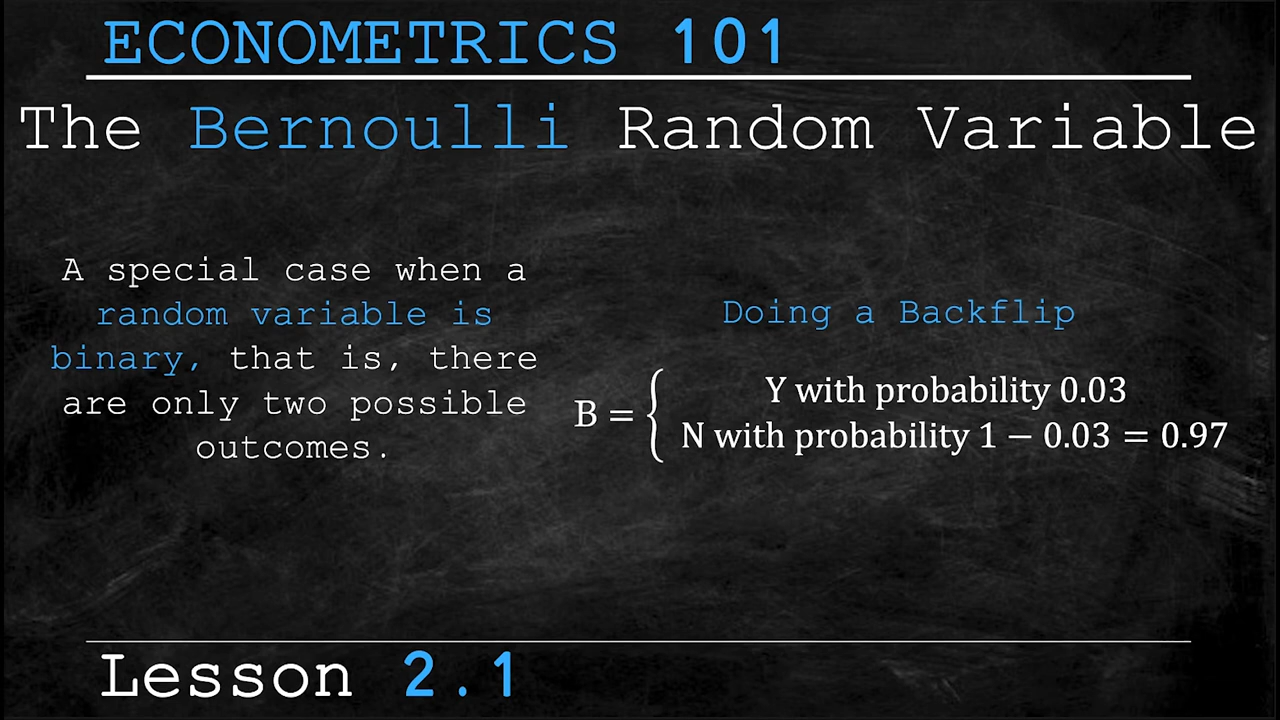 ECONOMETRICS 101
The Bernoulli Random Variable
A special case when a
random variable is
binary, that is, there
are only two possible
outcomes.
Doing a Backflip
B = { Y with probability 0.03
N with probability 1 − 0.03 = 0.97
Lesson 2.1